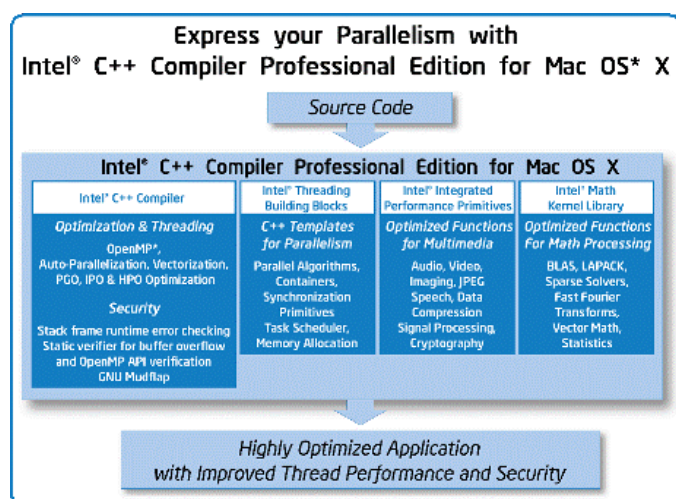 Express your Parallelism with
Intel® C++ Compiler Professional Edition for Mac OS* X
Source Code
Intel® C++ Compiler Professional Edition for Mac OS X
Intel® C++ Compiler
Optimization & Threading
OpenMP*,
Auto-Parallelization, Vectorization,
PGO, IPO & HPO Optimization
Security
Stack frame runtime error checking
Static verifier for buffer overflow
and OpenMP API verification
GNU Mudflap
Intel® Threading
Building Blocks
C++ Templates
for Parallelism
Parallel Algorithms,
Containers,
Synchronization
Primitives
Task Scheduler,
Memory Allocation
Intel® Integrated
Performance Primitives
Optimized Functions
for Multimedia
Audio, Video,
Imaging, JPEG
Speech, Data
Compression
Signal Processing,
Cryptography
Intel® Math
Kernel Library
Optimized Functions
For Math Processing
BLAS, LAPACK,
Sparse Solvers,
Fast Fourier
Transforms,
Vector Math,
Statistics
Highly Optimized Application
with Improved Thread Performance and Security